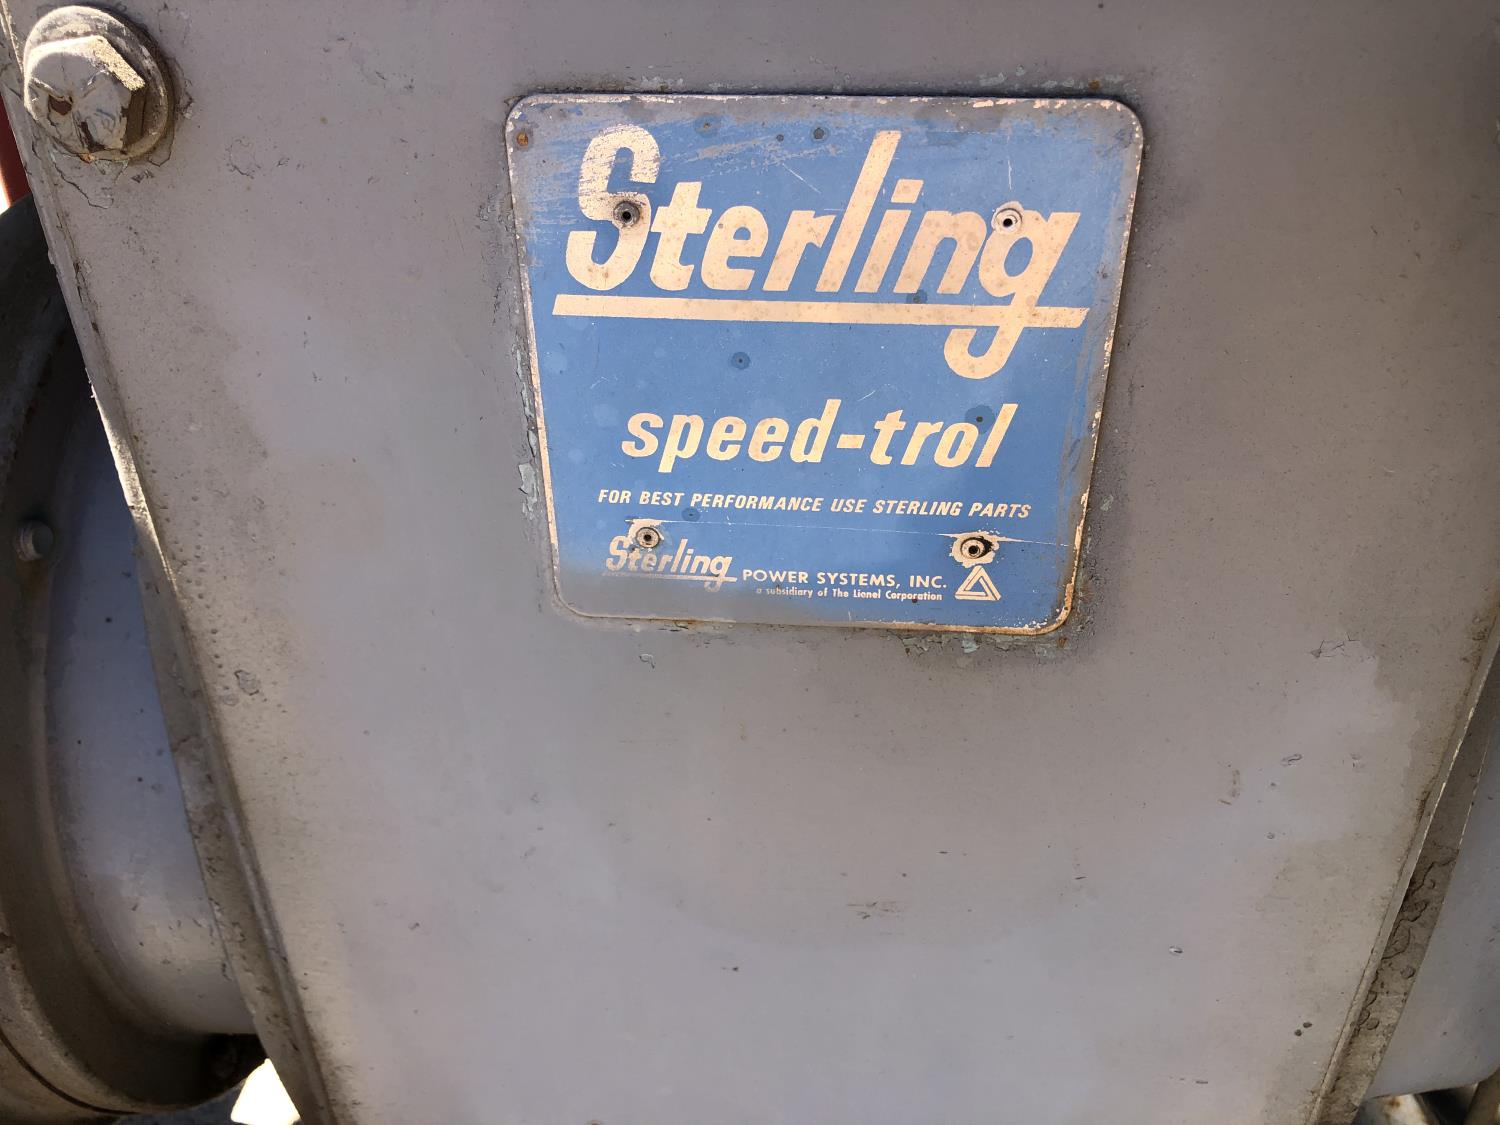 Sterling
speed-trol
FOR BEST PERFORMANCE USE STERLING PARTS
Sterling POWER SYSTEMS, INC.
a subsidiary of The Lionel Corporation